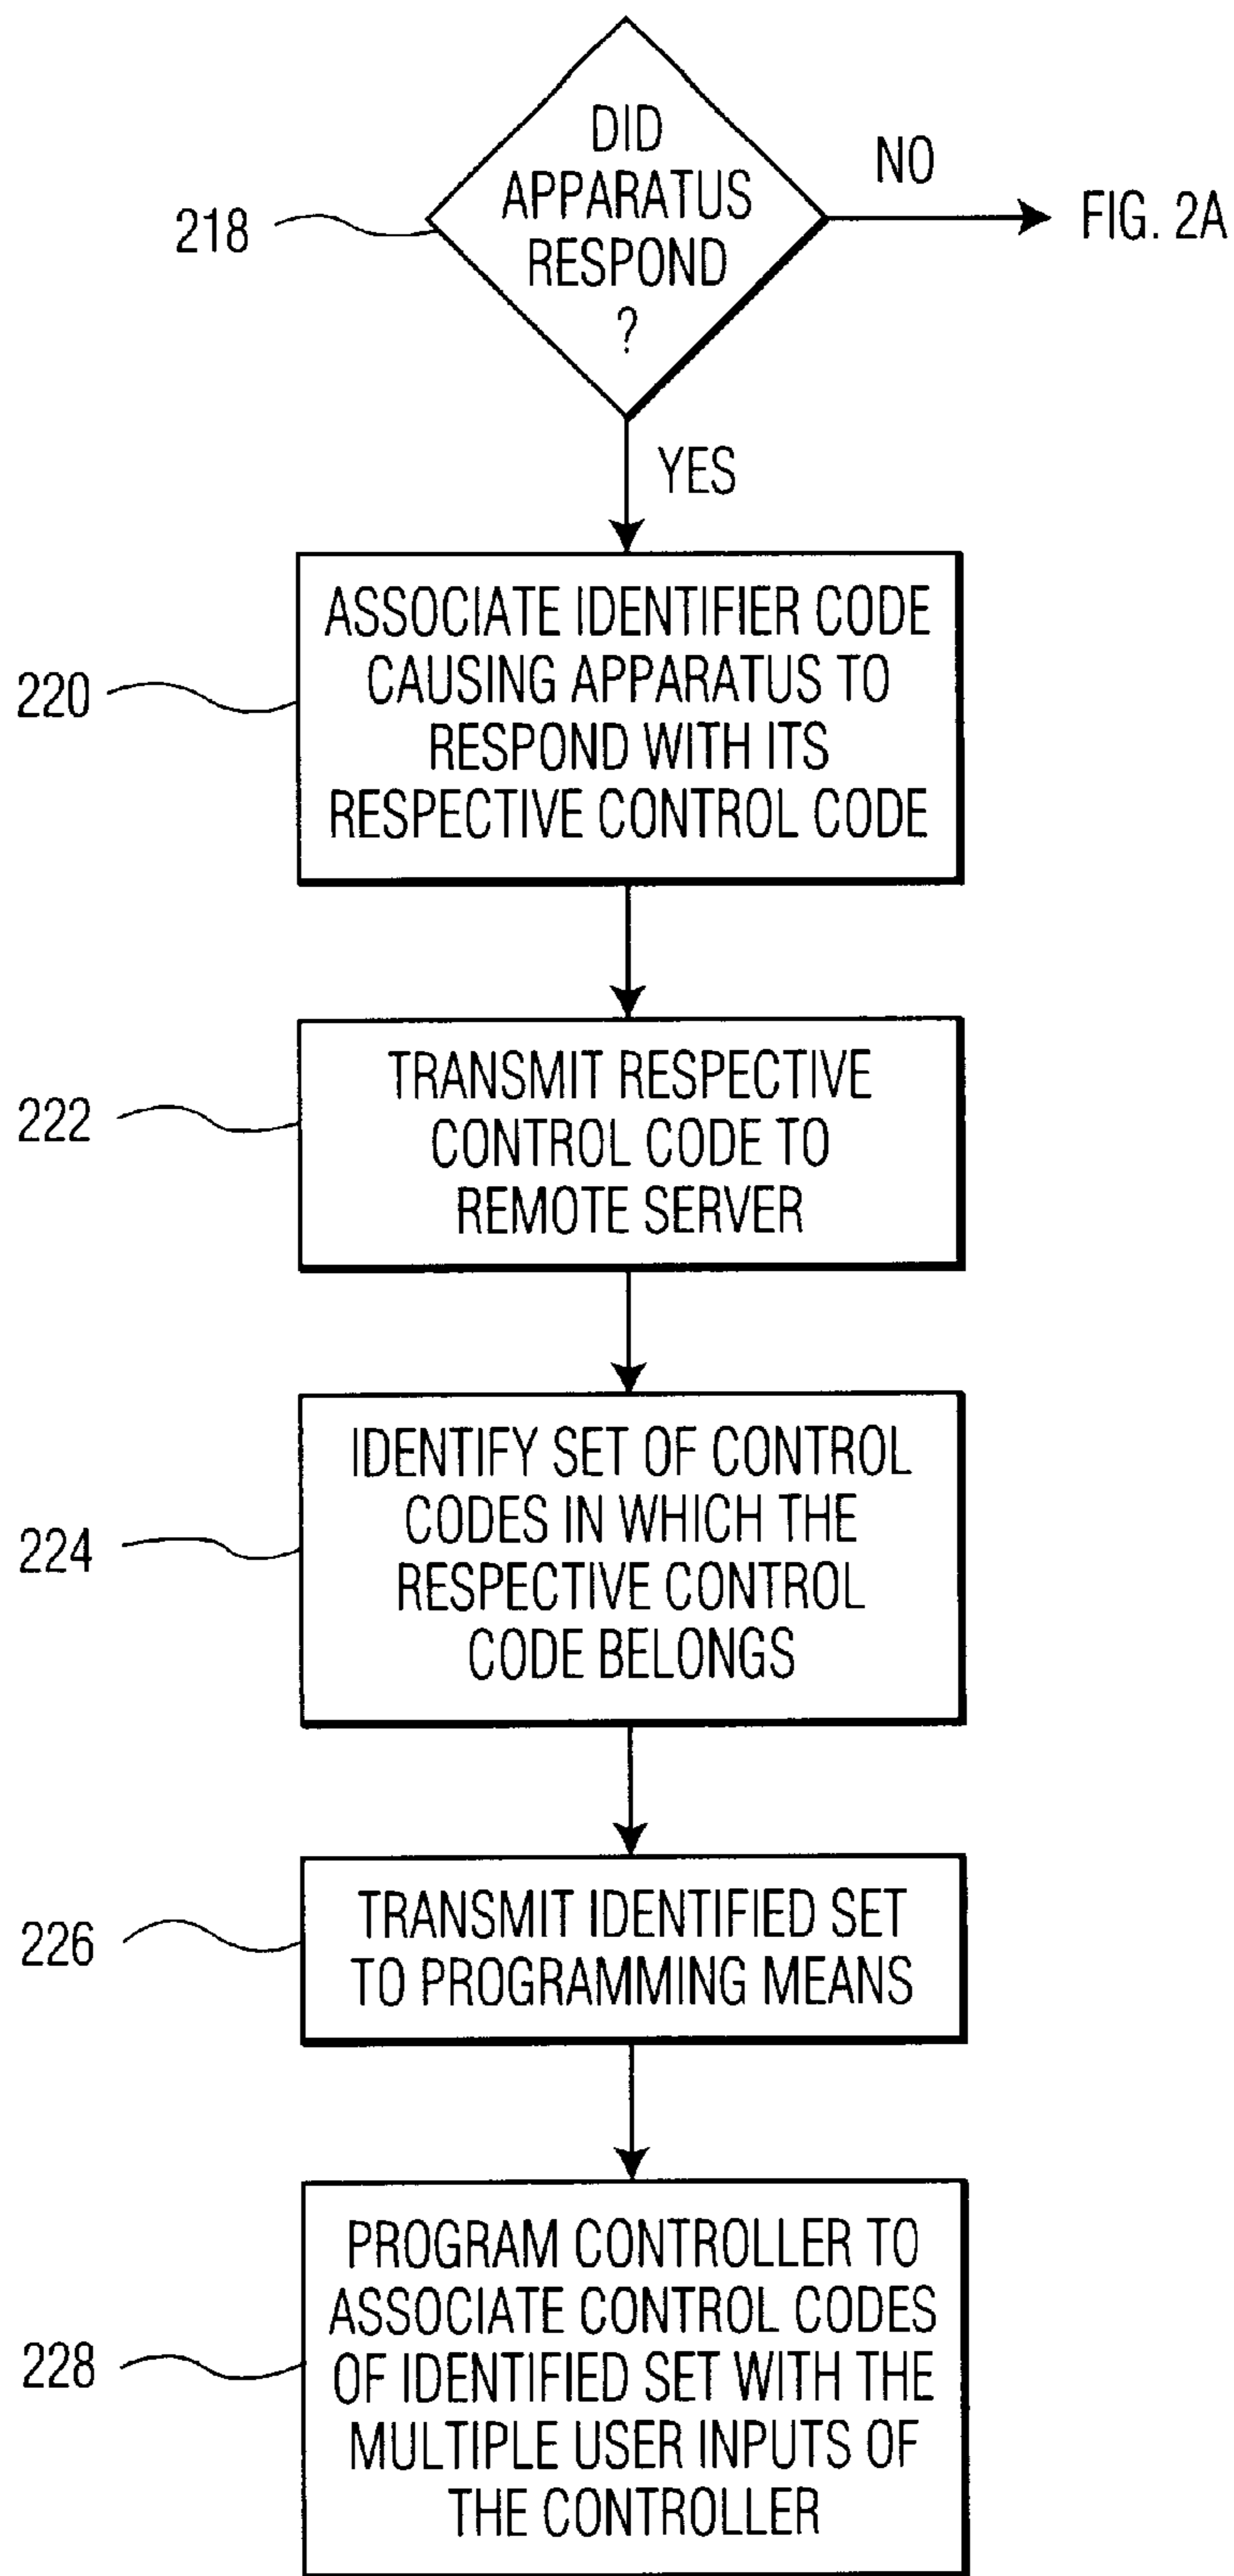 DID
APPARATUS
RESPOND
?
NO
FIG. 2A
218
YES
ASSOCIATE IDENTIFIER CODE
CAUSING APPARATUS TO
RESPOND WITH ITS
RESPECTIVE CONTROL CODE
220
TRANSMIT RESPECTIVE
CONTROL CODE TO
REMOTE SERVER
222
IDENTIFY SET OF CONTROL
CODES IN WHICH THE
RESPECTIVE CONTROL
CODE BELONGS
224
TRANSMIT IDENTIFIED SET
TO PROGRAMMING MEANS
226
PROGRAM CONTROLLER TO
ASSOCIATE CONTROL CODES
OF IDENTIFIED SET WITH THE
MULTIPLE USER INPUTS OF
THE CONTROLLER
228